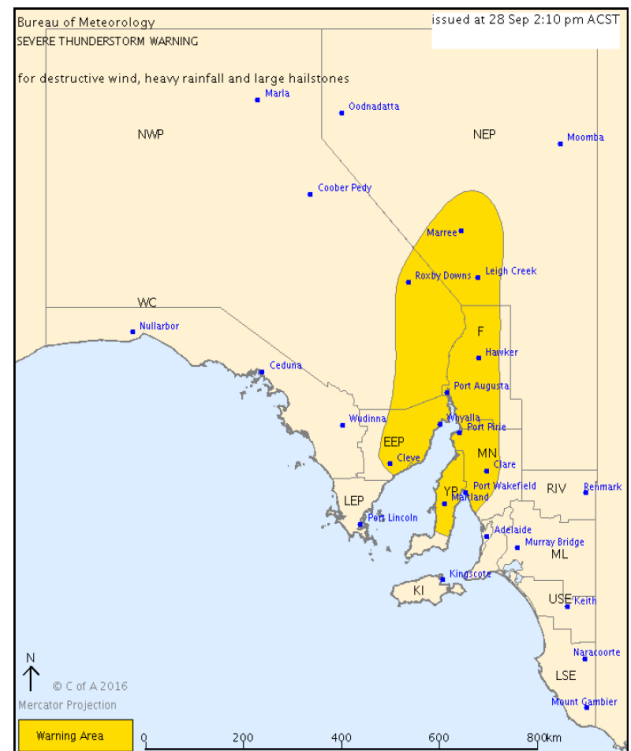 Bureau of Meteorology
issued at 28 Sep 2:10 pm ACST
SEVERE THUNDERSTORM WARNING
for destructive wind, heavy rainfall and large hailstones
Marla
Oodnadatta
NWP
NEP
Moomba
Coober Pedy
Marree
Roxby Downs
Leigh Creek
WC
Nullarbor
F
Hawker
Ceduna
Port Augusta
Wudinna
Whyalla
Port Pirie
EEP
MN
Cleve
Clare
YP
Port Wakefield
RIV
Renmark
LEP
Maitland
Port Lincoln
Adelaide
Murray Bridge
ML
Kingscote
KI
USE
Keith
N
Naracoorte
LSE
© C of A 2016
Mercator Projection
Mount Gambier
Warning Area
0 200 400 600 800km